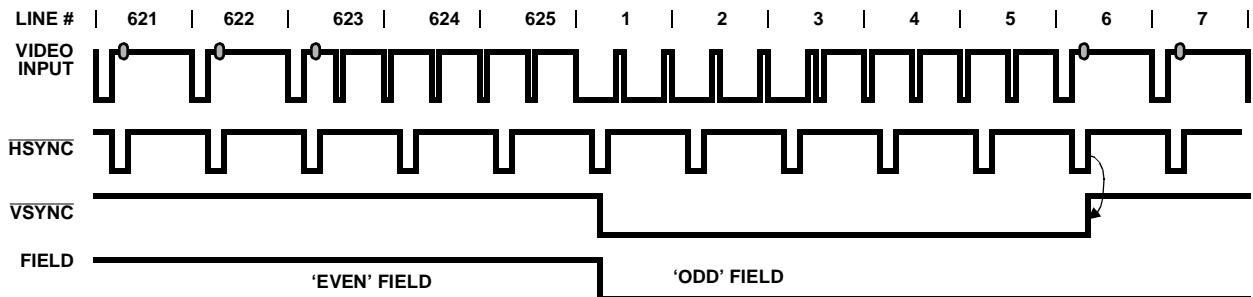 LINE # | 621 | 622 | 623 | 624 | 625 | 1 | 2 | 3 | 4 | 5 | 6 | 7 |
VIDEO
INPUT
HSYNC
VSYNC
FIELD
‘EVEN’ FIELD
‘ODD’ FIELD